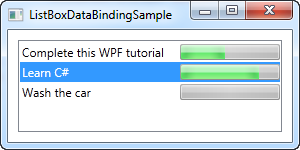 ListBoxDataBindingSample
Complete this WPF tutorial
Learn C#
Wash the car